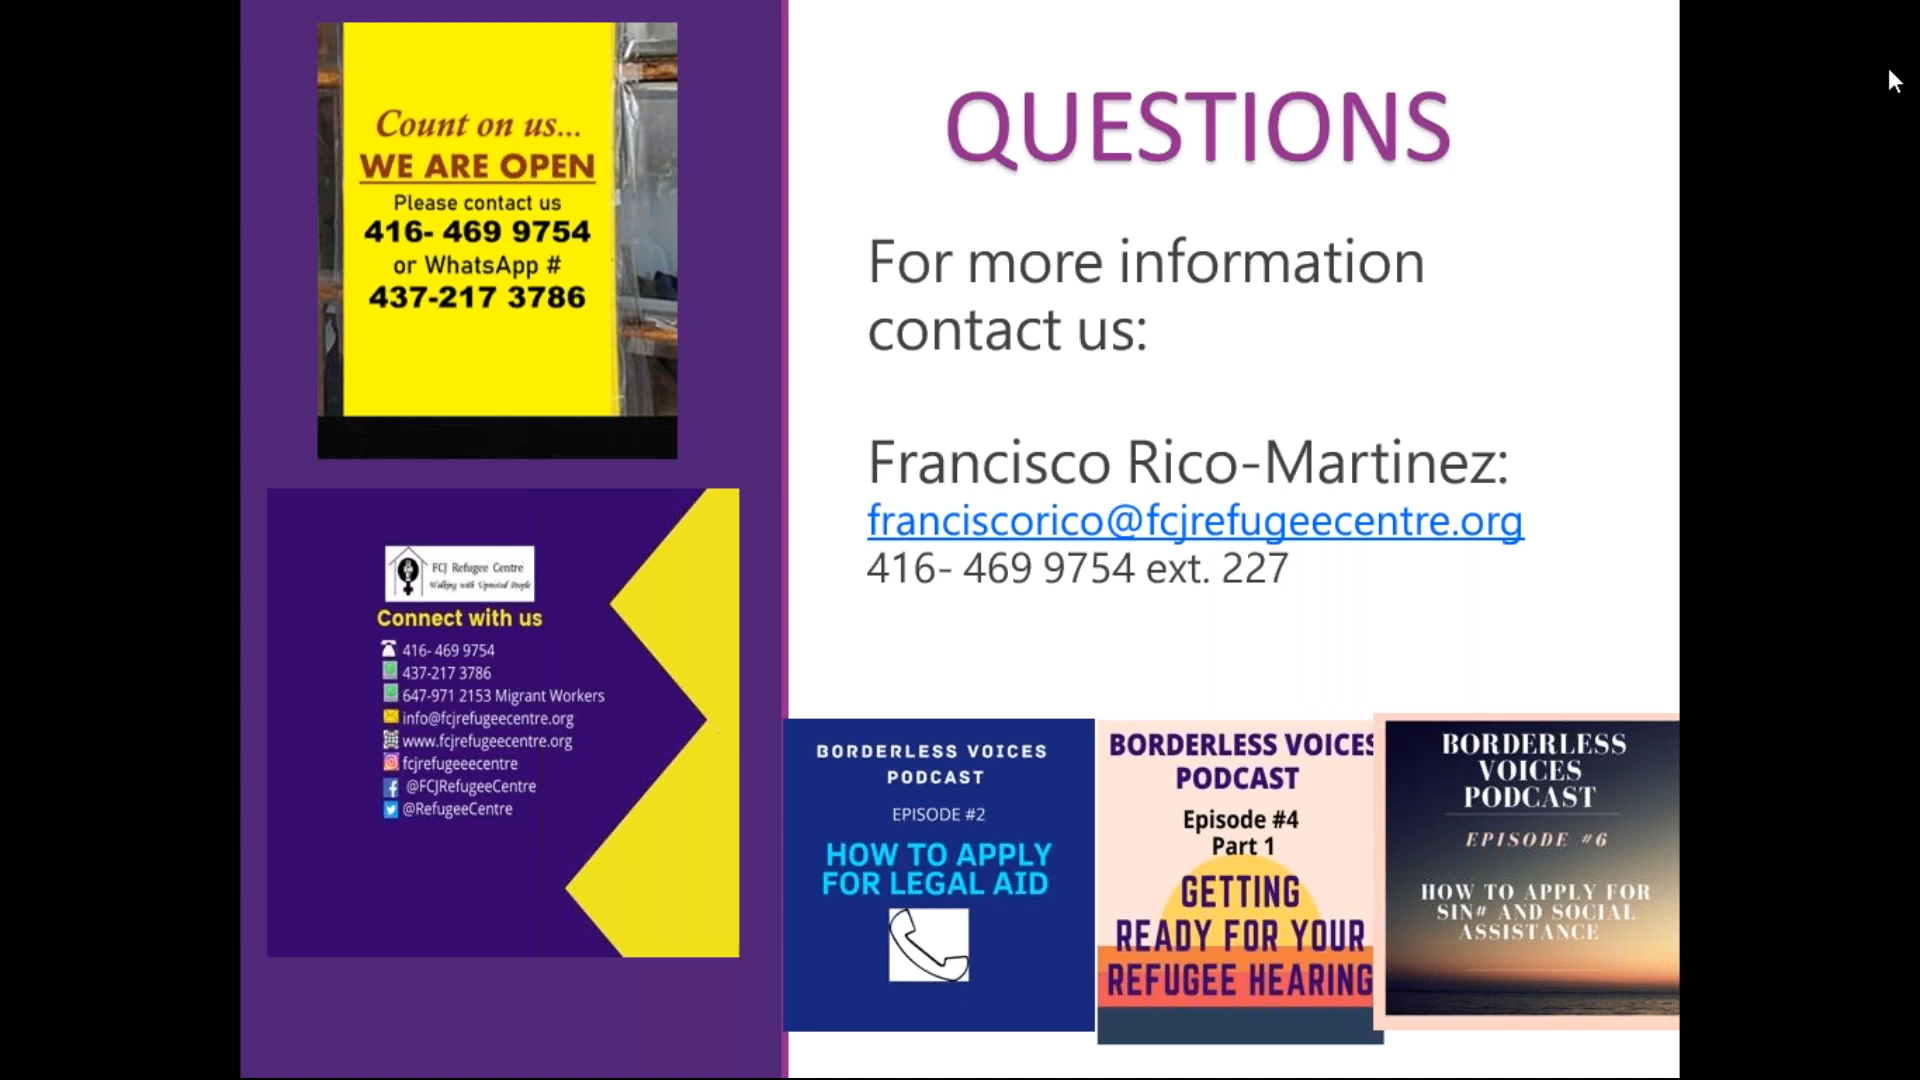 Count on us...
WE ARE OPEN
Please contact us
416- 469 9754
or WhatsApp #
437-217 3786
FCJ Refugee Centre
Walking with Uprooted People
Connect with us
416- 469 9754
437-217 3786
647-971 2153 Migrant Workers
info@fcjrefugeecentre.org
www.fcjrefugeecentre.org
fcjrefugeeecentre
@FCJRefugeeCentre
@RefugeeCentre
QUESTIONS
For more information
contact us:
Francisco Rico-Martinez:
franciscorico@fcjrefugeecentre.org
416- 469 9754 ext. 227
BORDERLESS VOICES
PODCAST
EPISODE #2
HOW TO APPLY
FOR LEGAL AID
BORDERLESS VOICES
PODCAST
Episode #4
Part 1
GETTING
READY FOR YOUR
REFUGEE HEARING
BORDERLESS
VOICES
PODCAST
EPISODE #6
HOW TO APPLY FOR
SIN# AND SOCIAL
ASSISTANCE